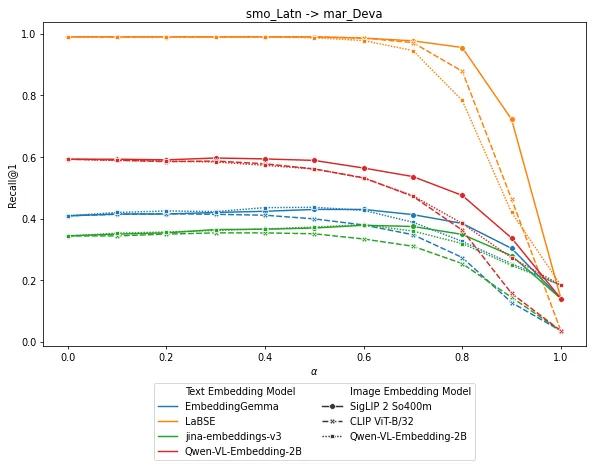 smo_Latn -> mar_Deva
1.0
0.8
0.6
0.4
0.2
0.0
Recall@1
0.0 0.2 0.4 0.6 0.8 1.0
α
Text Embedding Model
EmbeddingGemma
LaBSE
jina-embeddings-v3
Qwen-VL-Embedding-2B
Image Embedding Model
SigLIP 2 So400m
CLIP ViT-B/32
Qwen-VL-Embedding-2B